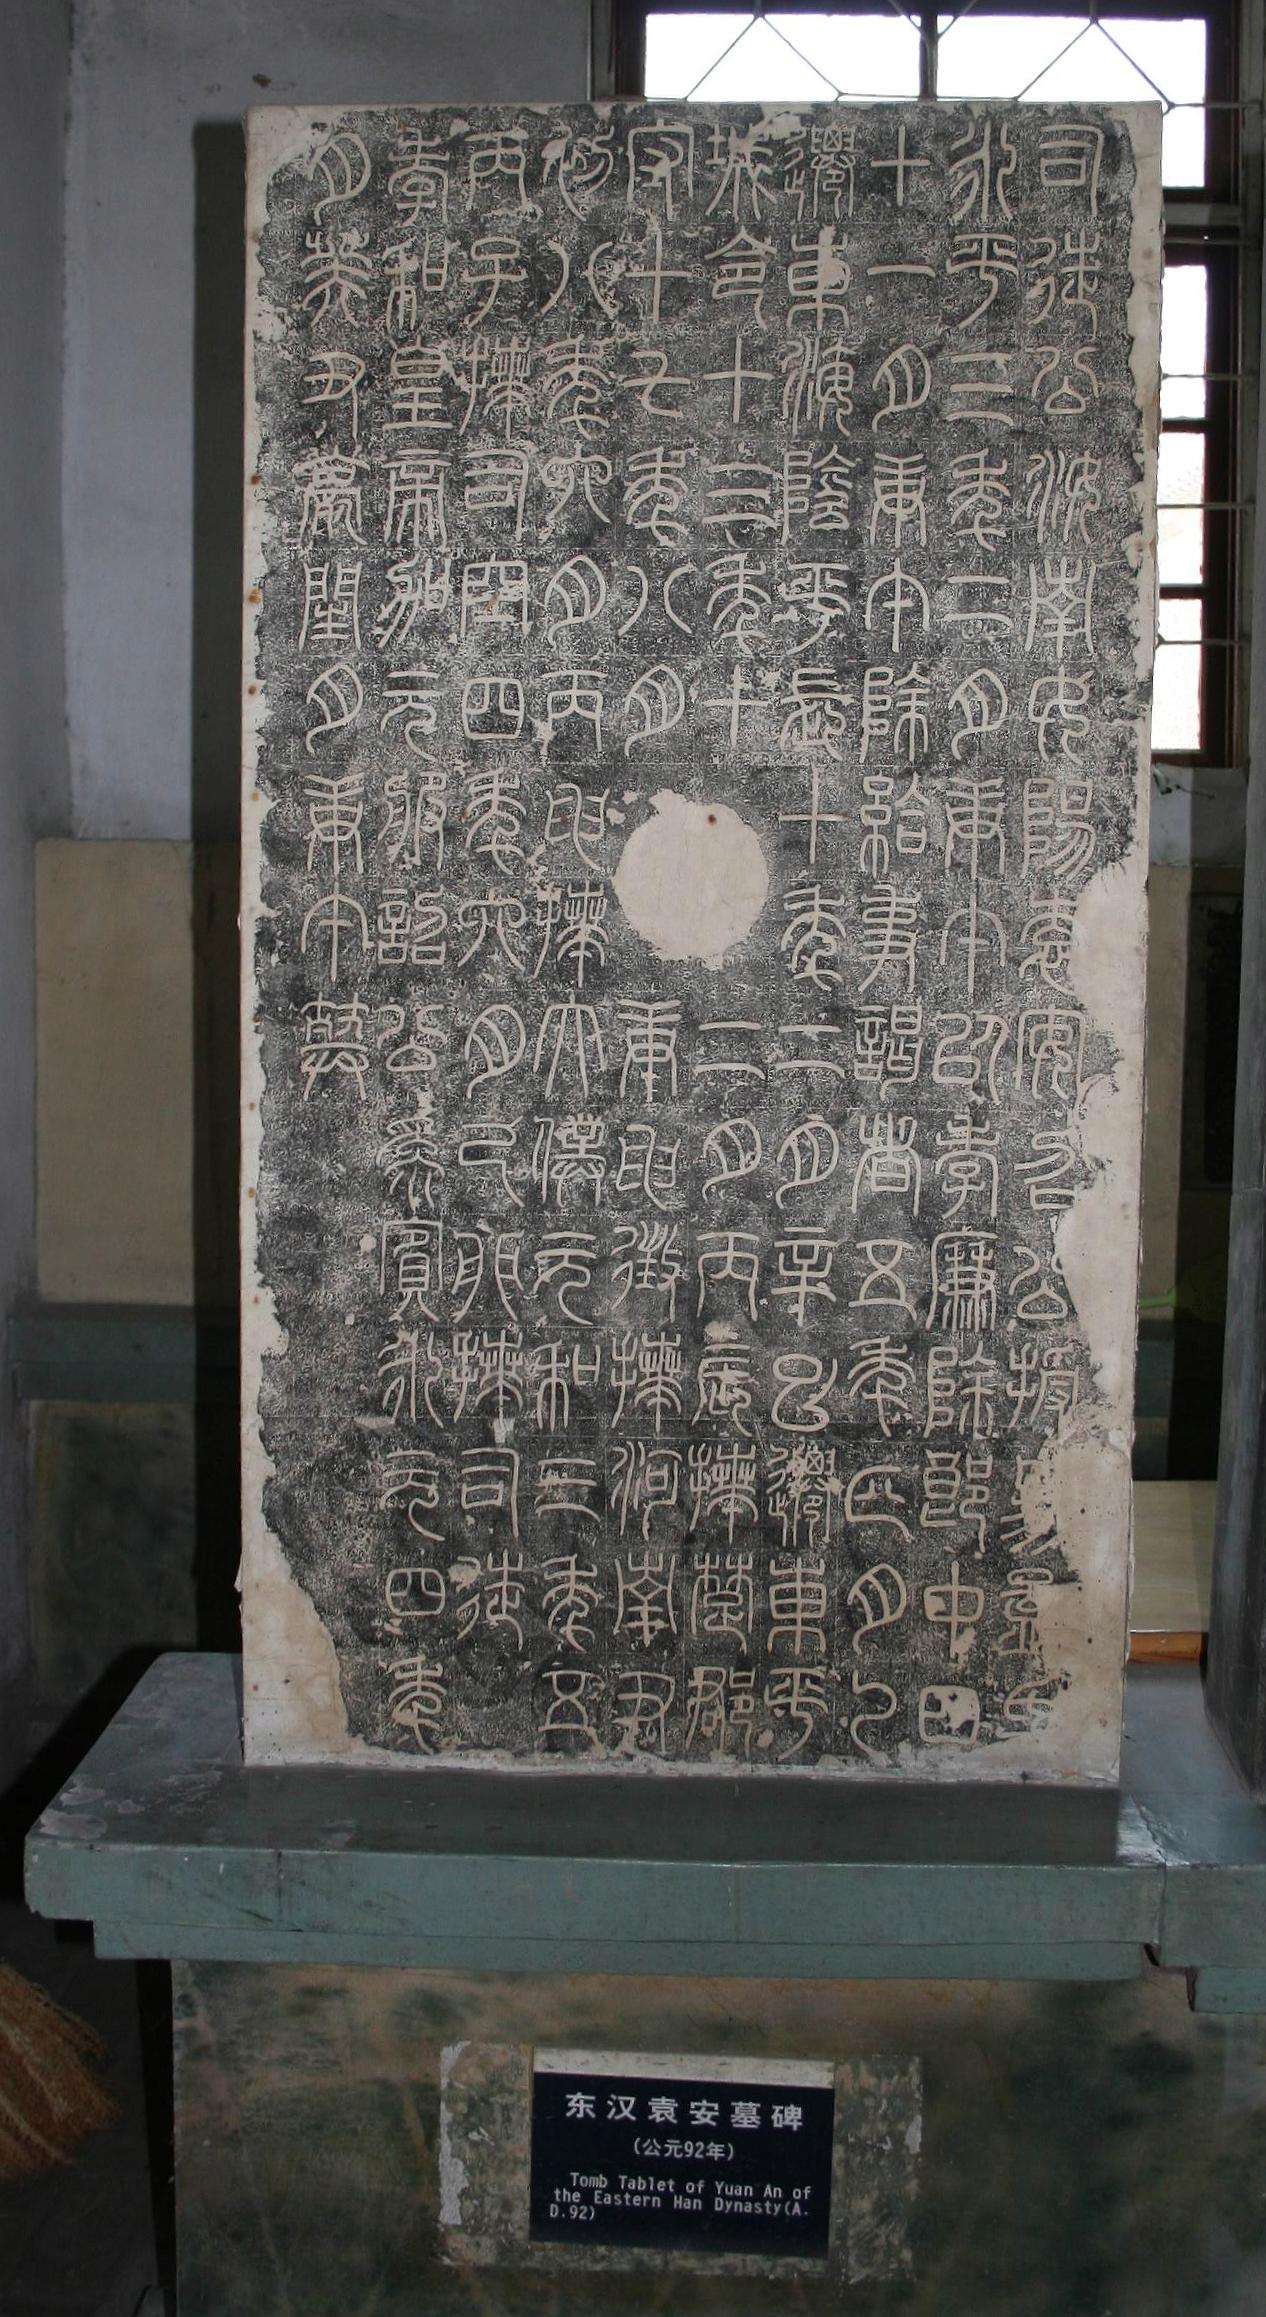 司徒公汝南女陽袁安召公授易孟氏
永平三年二月庚午以孝廉除郎中四
十一月庚午除給事謁者五年正月乙
遷東海陰平長十年二月辛巳遷東平
城令十三年十二月丙辰拜楚郡
守十七年八月庚申徵拜河南尹
初八年六月丙申拜太僕元和三年五
丙子拜司空四年六月己卯拜司徒
孝和皇帝加元服詔公為賓永元四年
月癸丑薨閏月庚午葬
东汉袁安墓碑
(公元92年)
Tomb Tablet of Yuan An of
the Eastern Han Dynasty(A.
D.92)